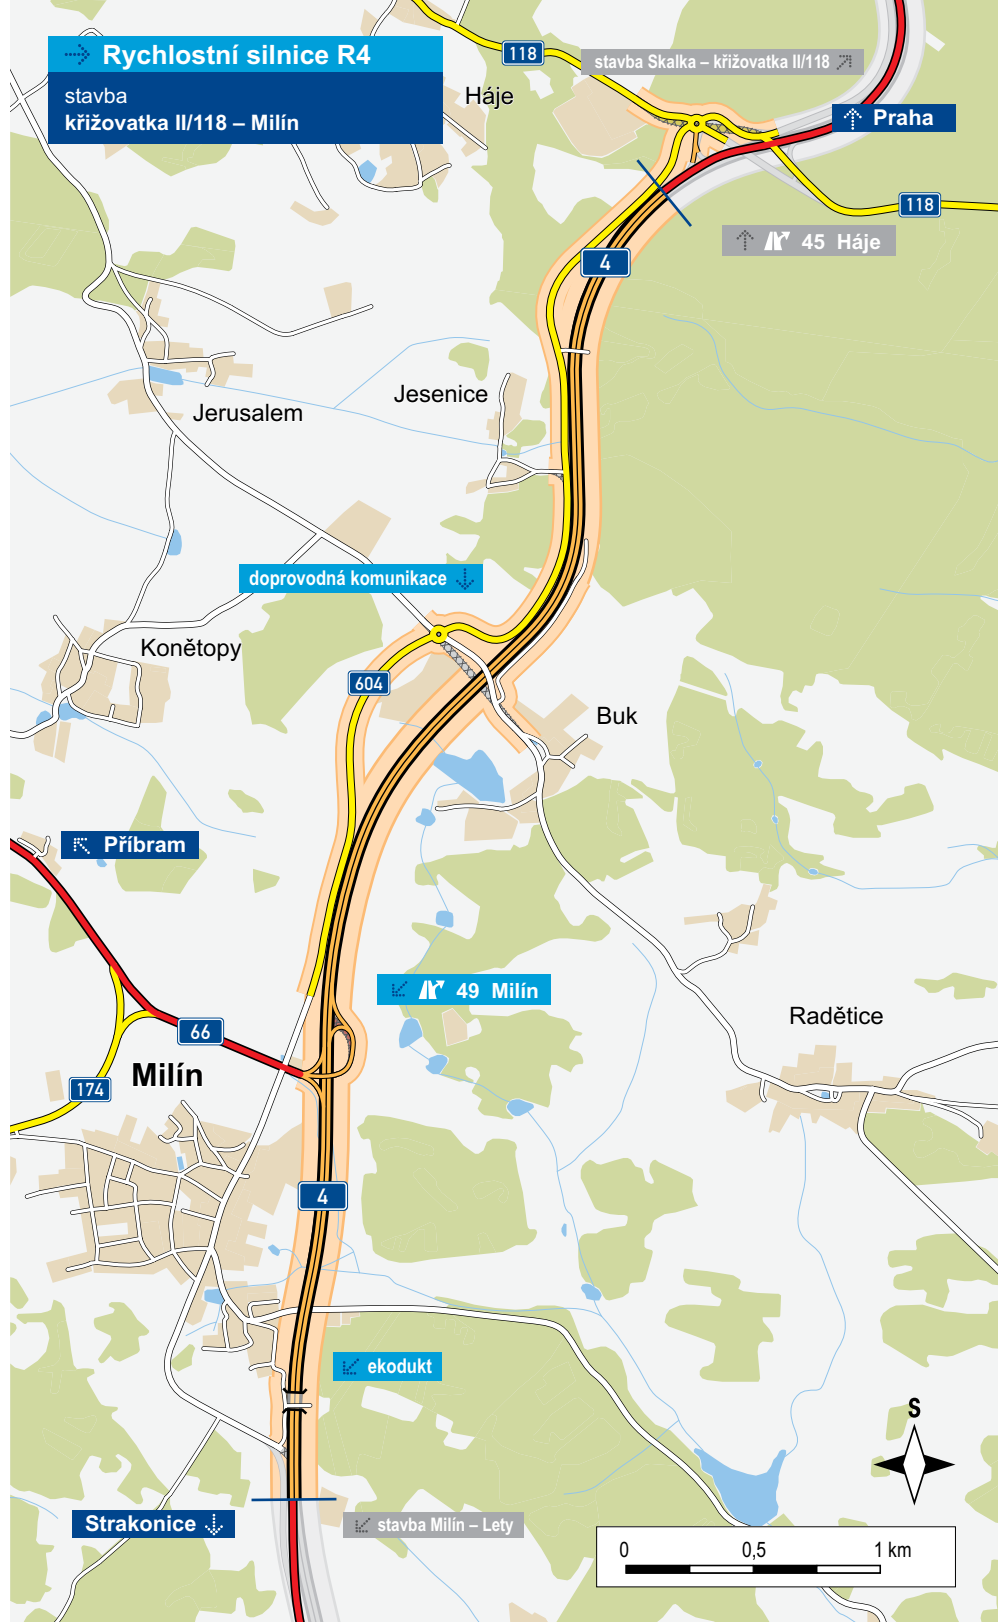 Rychlostní silnice R4
stavba
křižovatka II/118 – Milín
118
stavba Skalka – křižovatka II/118
Háje
Praha
118
45 Háje
4
Jesenice
Jerusalem
doprovodná komunikace
Konětopy
604
Buk
Příbram
49 Milín
Radětice
66
Milín
174
4
ekodukt
S
Strakonice
stavba Milín – Lety
0 0,5 1 km